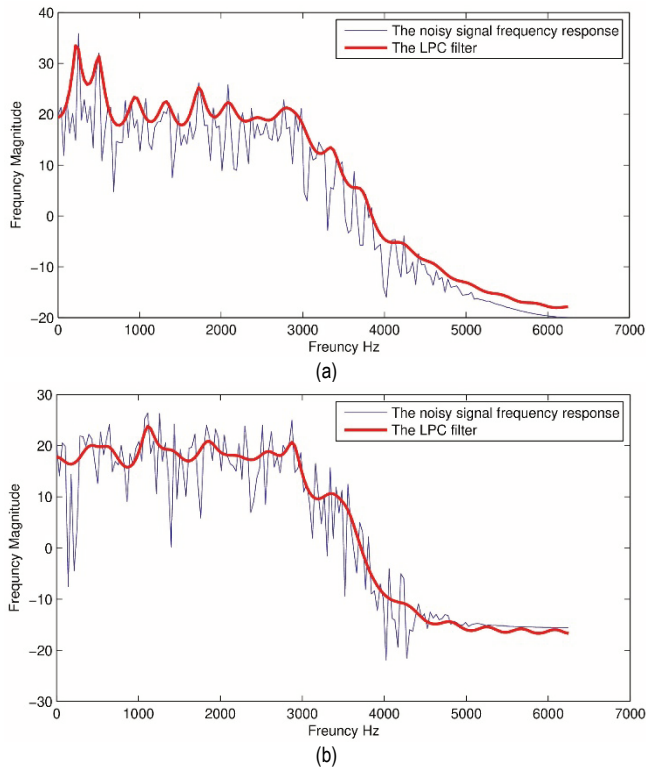 40
30
20
10
0
−10
−20
Frequncy Magnitude
The noisy signal frequency response
The LPC filter
0 1000 2000 3000 4000 5000 6000 7000
Freuncy Hz
(a)
30
20
10
0
−10
−20
−30
Frequncy Magnitude
The noisy signal frequency response
The LPC filter
0 1000 2000 3000 4000 5000 6000 7000
Freuncy Hz
(b)